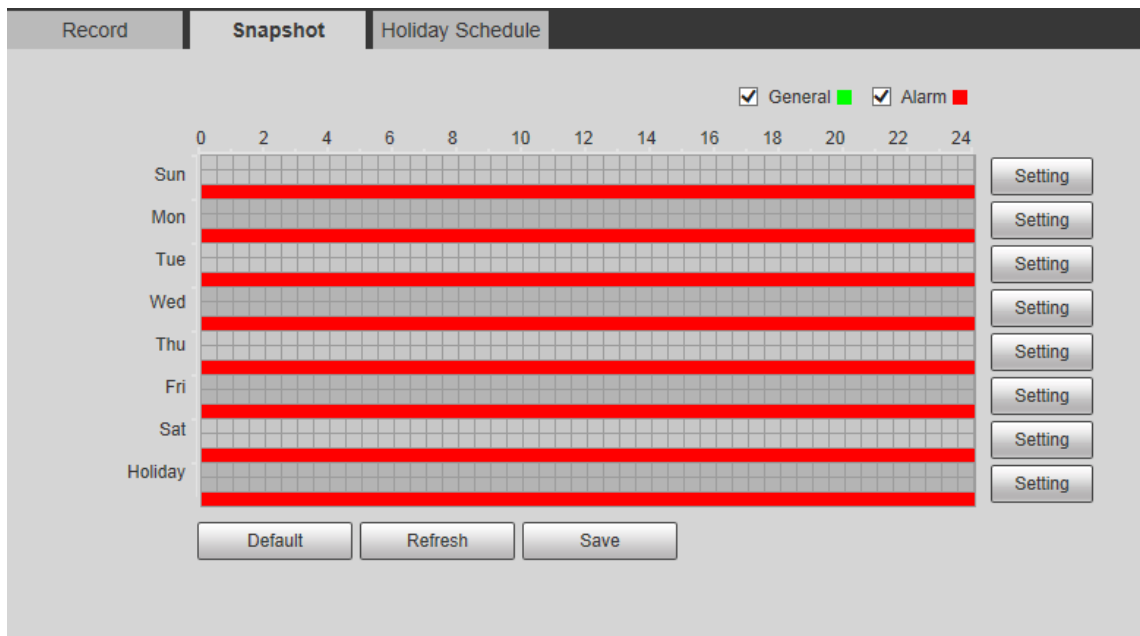 Record Snapshot Holiday Schedule
General Alarm
0 2 4 6 8 10 12 14 16 18 20 22 24
Sun Setting
Mon Setting
Tue Setting
Wed Setting
Thu Setting
Fri Setting
Sat Setting
Holiday Setting
Default Refresh Save